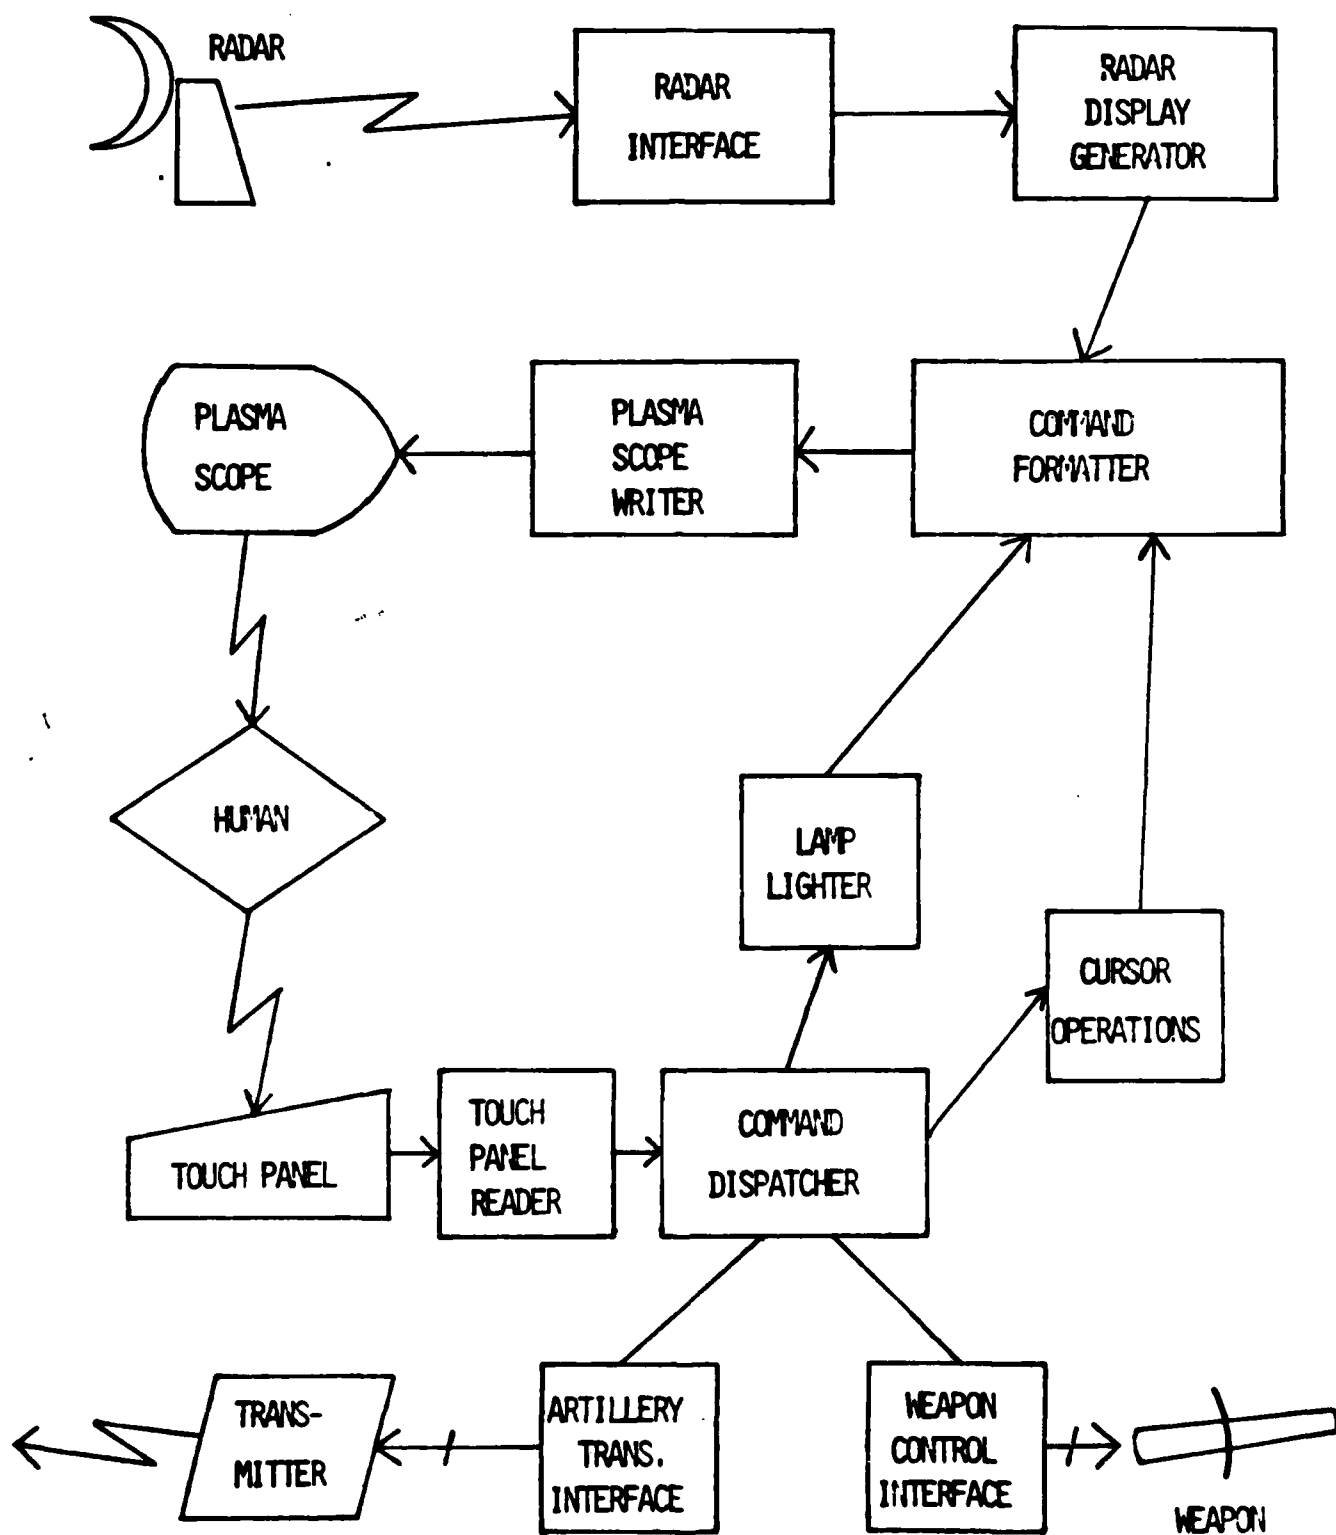 RADAR
RADAR
INTERFACE
RADAR
DISPLAY
GENERATOR
PLASMA
SCOPE
PLASMA
SCOPE
WRITER
COMMAND
FORMATTER
HUMAN
LAMP
LIGHTER
CURSOR
OPERATIONS
TOUCH PANEL
TOUCH
PANEL
READER
COMMAND
DISPATCHER
TRANS-
MITTER
ARTILLERY
TRANS.
INTERFACE
WEAPON
CONTROL
INTERFACE
WEAPON